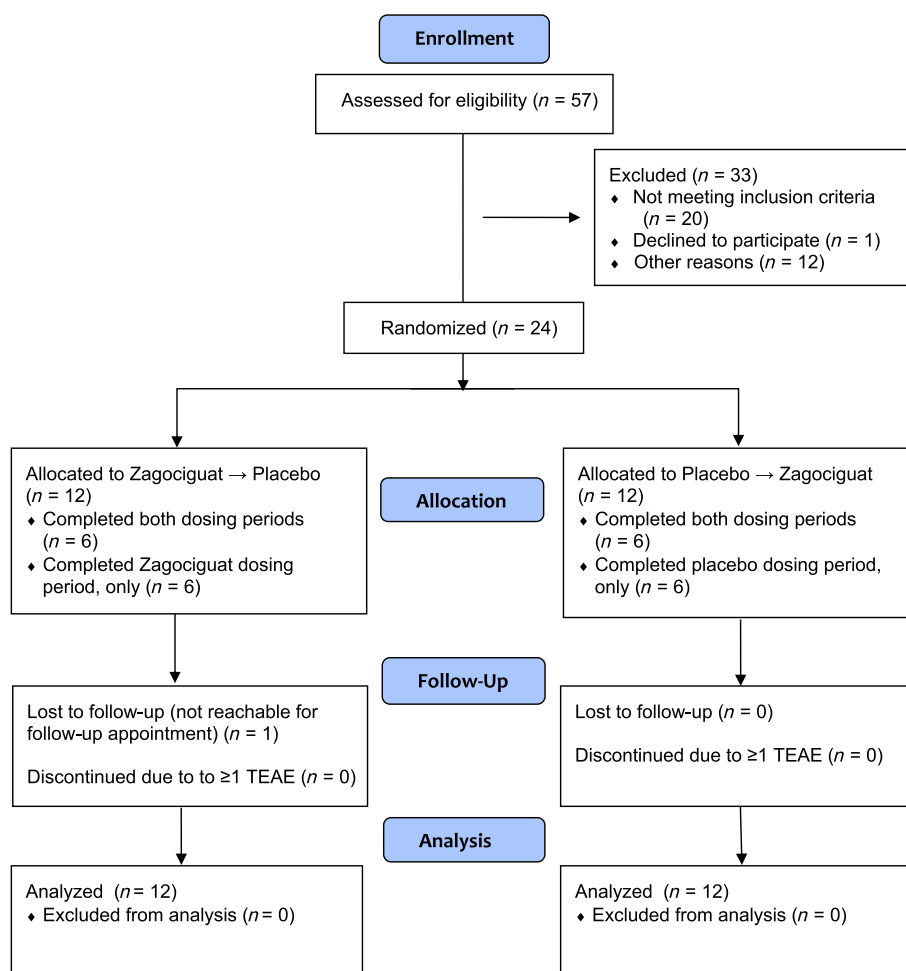 Enrollment
Assessed for eligibility (n = 57)
Excluded (n = 33)
♦ Not meeting inclusion criteria
(n = 20)
♦ Declined to participate (n = 1)
♦ Other reasons (n = 12)
Randomized (n = 24)
Allocated to Zagociguat → Placebo
(n = 12)
♦ Completed both dosing periods
(n = 6)
♦ Completed Zagociguat dosing
period, only (n = 6)
Allocation
Allocated to Placebo → Zagociguat
(n = 12)
♦ Completed both dosing periods
(n = 6)
♦ Completed placebo dosing period,
only (n = 6)
Follow-Up
Lost to follow-up (not reachable for
follow-up appointment) (n = 1)
Discontinued due to to ≥1 TEAE (n = 0)
Lost to follow-up (n = 0)
Discontinued due to ≥1 TEAE (n = 0)
Analysis
Analyzed (n = 12)
♦ Excluded from analysis (n = 0)
Analyzed (n = 12)
♦ Excluded from analysis (n = 0)